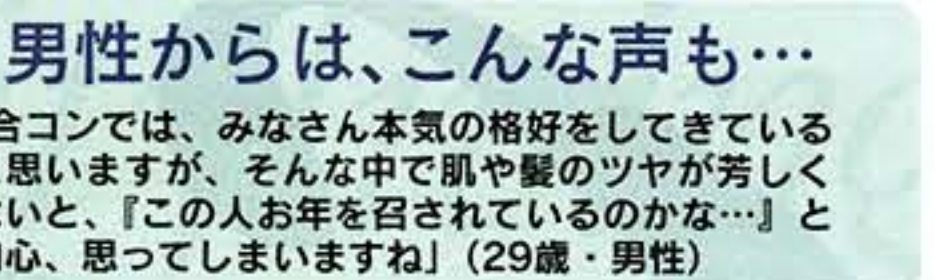 男性からは、こんな声も…
合コンでは、みなさん本気の格好をしてきている
思いますが、そんな中で肌や髪のツヤが芳しく
いと、『この人お年を召されているのかな…』と
心、思ってしまいますね」（29歳・男性）